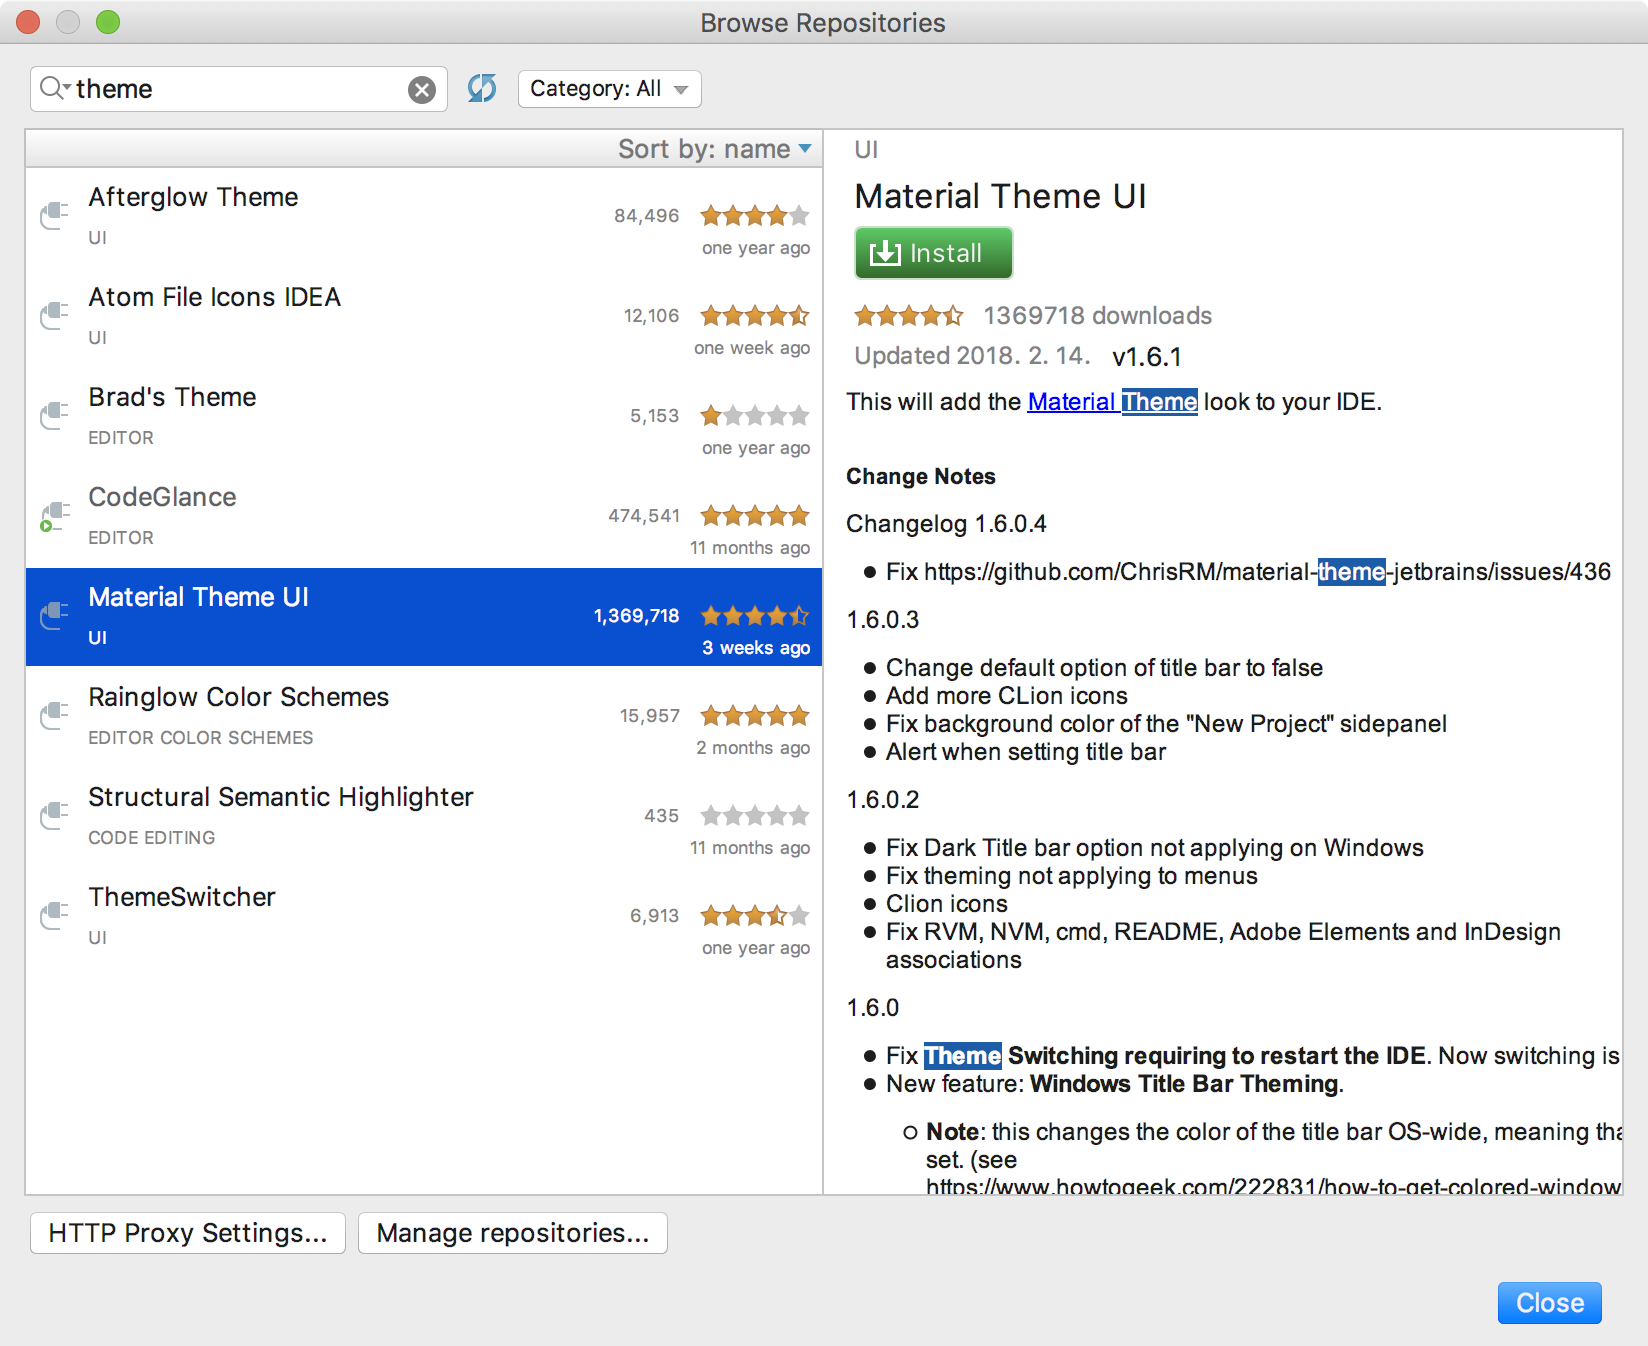 Browse Repositories
theme
Category: All
Sort by: name
Afterglow Theme
84,496
UI
one year ago
Atom File Icons IDEA
12,106
UI
one week ago
Brad's Theme
5,153
EDITOR
one year ago
CodeGlance
474,541
EDITOR
11 months ago
Material Theme UI
1,369,718
UI
3 weeks ago
Rainglow Color Schemes
15,957
EDITOR COLOR SCHEMES
2 months ago
Structural Semantic Highlighter
435
CODE EDITING
11 months ago
ThemeSwitcher
6,913
UI
one year ago
UI
Material Theme UI
Install
1369718 downloads
Updated 2018. 2. 14. v1.6.1
This will add the Material Theme look to your IDE.
Change Notes
Changelog 1.6.0.4
Fix https://github.com/ChrisRM/material-theme-jetbrains/issues/436
1.6.0.3
Change default option of title bar to false
Add more CLion icons
Fix background color of the "New Project" sidepanel
Alert when setting title bar
1.6.0.2
Fix Dark Title bar option not applying on Windows
Fix theming not applying to menus
Clion icons
Fix RVM, NVM, cmd, README, Adobe Elements and InDesign
associations
1.6.0
Fix Theme Switching requiring to restart the IDE. Now switching is
New feature: Windows Title Bar Theming.
Note: this changes the color of the title bar OS-wide, meaning tha
set. (see
https://www.howtogeek.com/222831/how-to-get-colored-window
HTTP Proxy Settings...
Manage repositories...
Close